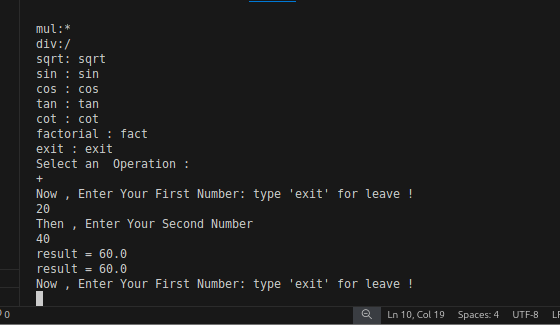 mul:*
div:/
sqrt: sqrt
sin : sin
cos : cos
tan : tan
cot : cot
factorial : fact
exit : exit
Select an  Operation :
+
Now , Enter Your First Number: type 'exit' for leave !
20
Then , Enter Your Second Number
40
result = 60.0
result = 60.0
Now , Enter Your First Number: type 'exit' for leave !
0 Ln 10, Col 19 Spaces: 4 UTF-8